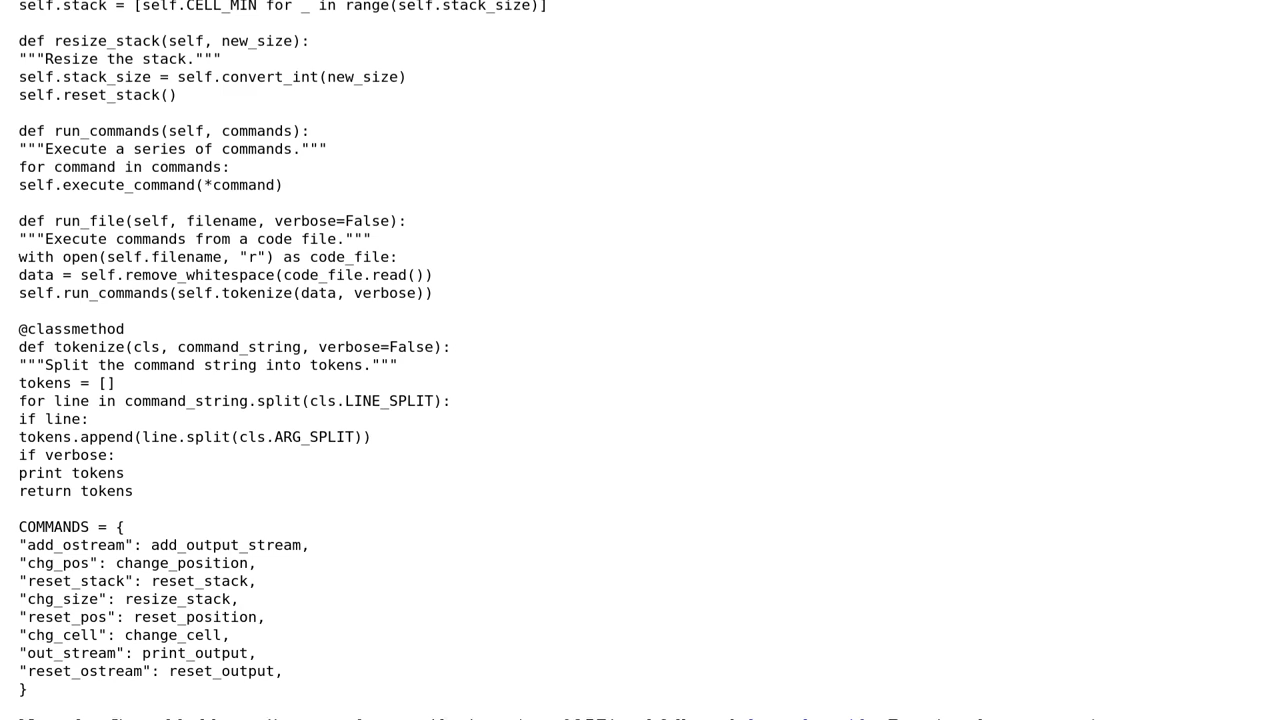 self.stack = [self.CELL_MIN for _ in range(self.stack_size)]
def resize_stack(self, new_size):
"""Resize the stack."""
self.stack_size = self.convert_int(new_size)
self.reset_stack()
def run_commands(self, commands):
"""Execute a series of commands."""
for command in commands:
self.execute_command(*command)
def run_file(self, filename, verbose=False):
"""Execute commands from a code file."""
with open(self.filename, "r") as code_file:
data = self.remove_whitespace(code_file.read())
self.run_commands(self.tokenize(data, verbose))
@classmethod
def tokenize(cls, command_string, verbose=False):
"""Split the command string into tokens."""
tokens = []
for line in command_string.split(cls.LINE_SPLIT):
if line:
tokens.append(line.split(cls.ARG_SPLIT))
if verbose:
print tokens
return tokens
COMMANDS = {
"add_ostream": add_output_stream,
"chg_pos": change_position,
"reset_stack": reset_stack,
"chg_size": resize_stack,
"reset_pos": reset_position,
"chg_cell": change_cell,
"out_stream": print_output,
"reset_ostream": reset_output,
}